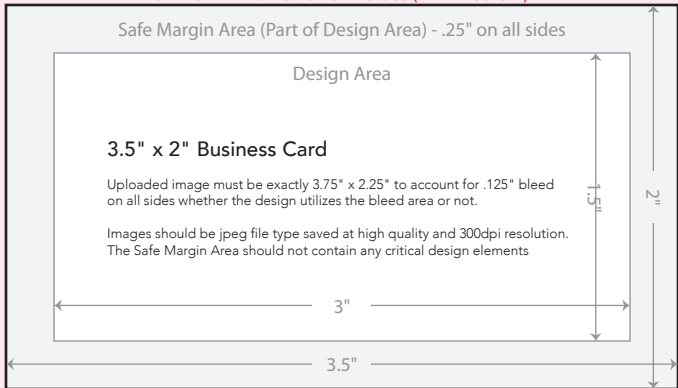 Safe Margin Area (Part of Design Area) - .25" on all sides
Design Area
3.5" x 2" Business Card
Uploaded image must be exactly 3.75" x 2.25" to account for .125" bleed
on all sides whether the design utilizes the bleed area or not.
Images should be jpeg file type saved at high quality and 300dpi resolution.
The Safe Margin Area should not contain any critical design elements
1.5"
2"
3"
3.5"